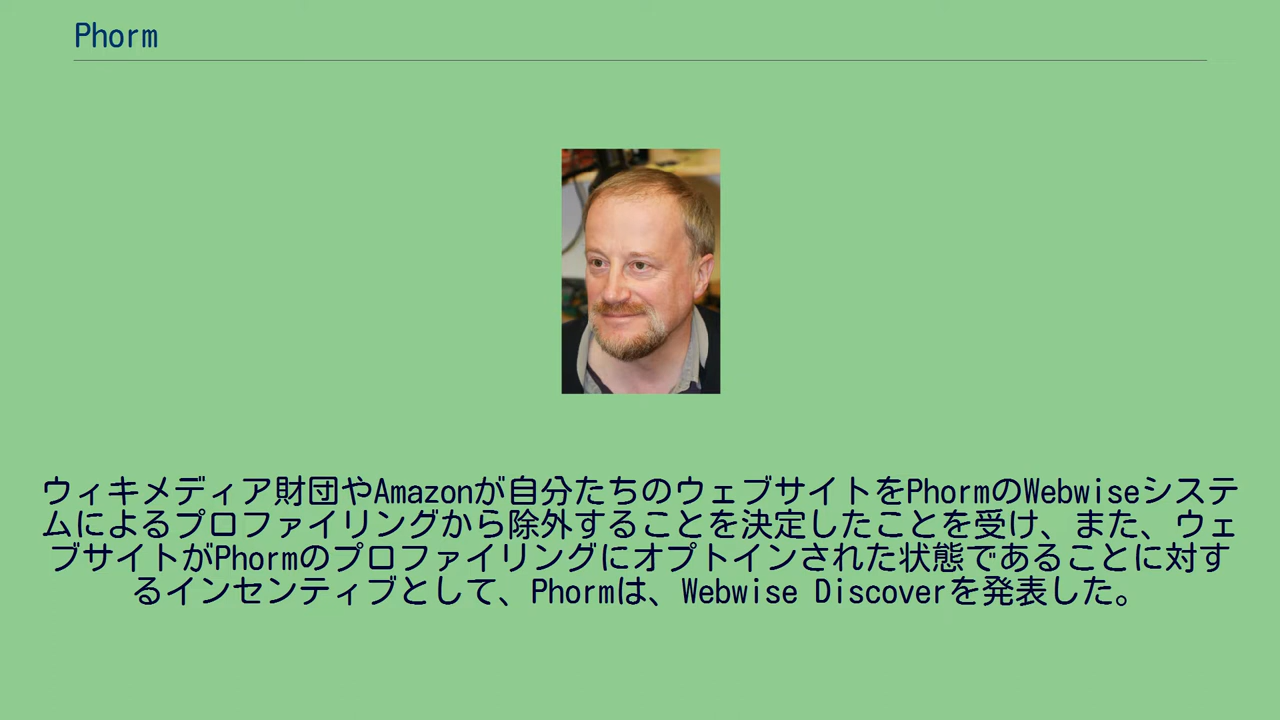 Phorm
ウィキメディア財団やAmazonが自分たちのウェブサイトをPhormのWebwiseシステ
ムによるプロファイリングから除外することを決定したことを受け、また、ウェ
ブサイトがPhormのプロファイリングにオプトインされた状態であることに対す
るインセンティブとして、Phormは、Webwise Discoverを発表した。